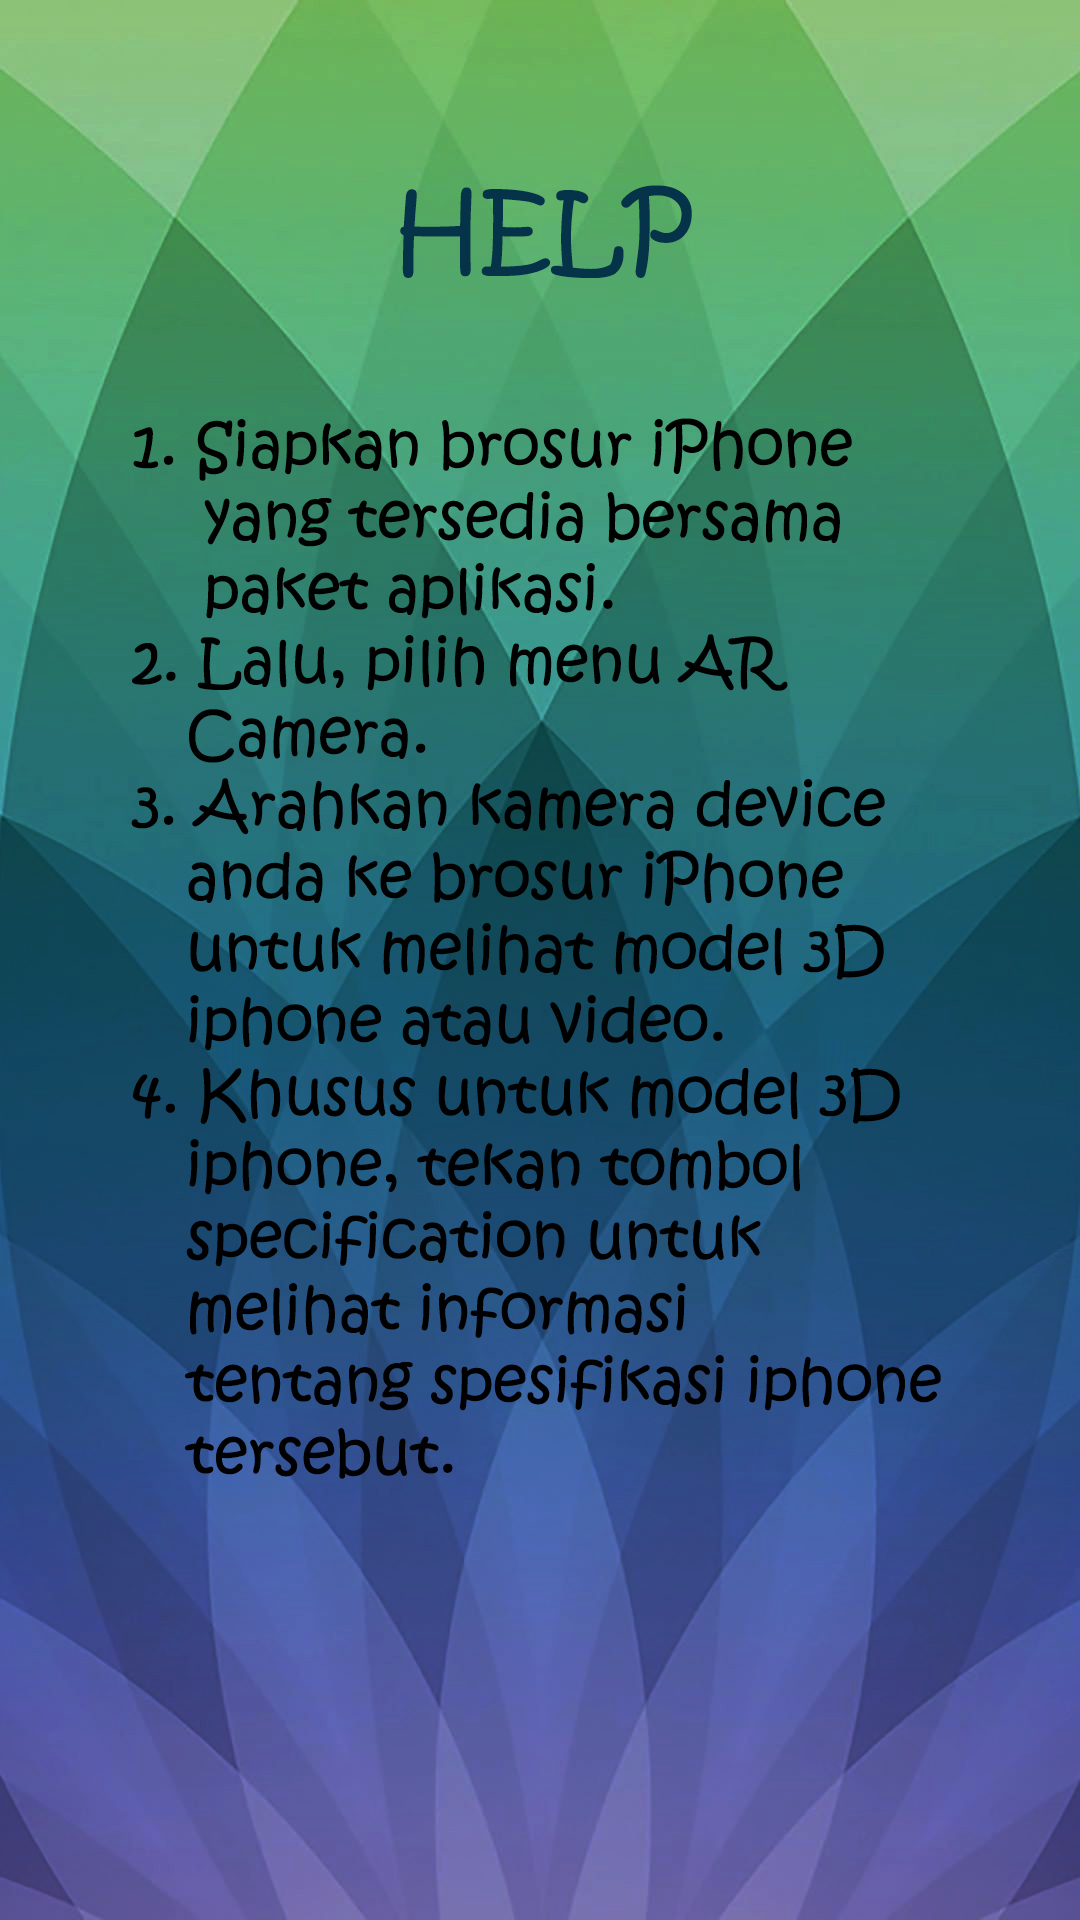 HELP
1. Siapkan brosur iPhone
yang tersedia bersama
paket aplikasi.
2. Lalu, pilih menu AR
Camera.
3. Arahkan kamera device
anda ke brosur iPhone
untuk melihat model 3D
iphone atau video.
4. Khusus untuk model 3D
iphone, tekan tombol
specification untuk
melihat informasi
tentang spesifikasi iphone
tersebut.